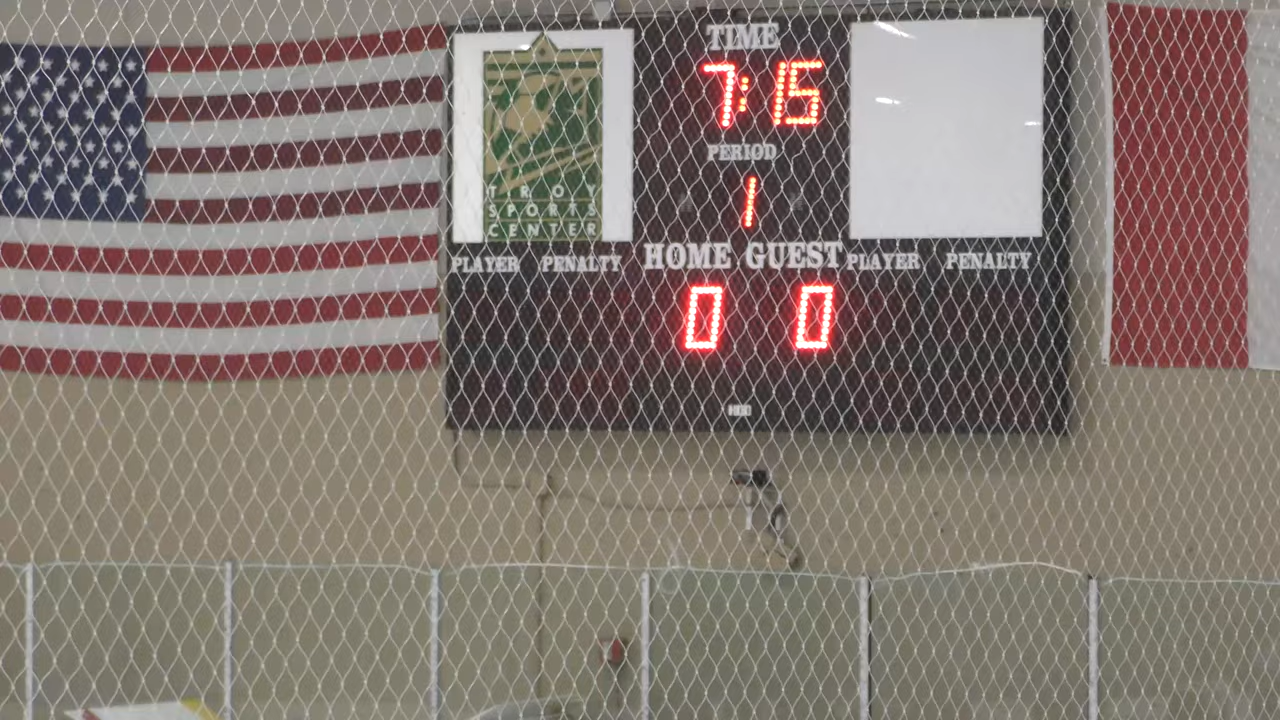 TIME
7:15
PERIOD
1
TROY
SPORTS
CENTER
HOME GUEST
PLAYER PENALTY
PLAYER PENALTY
0 0